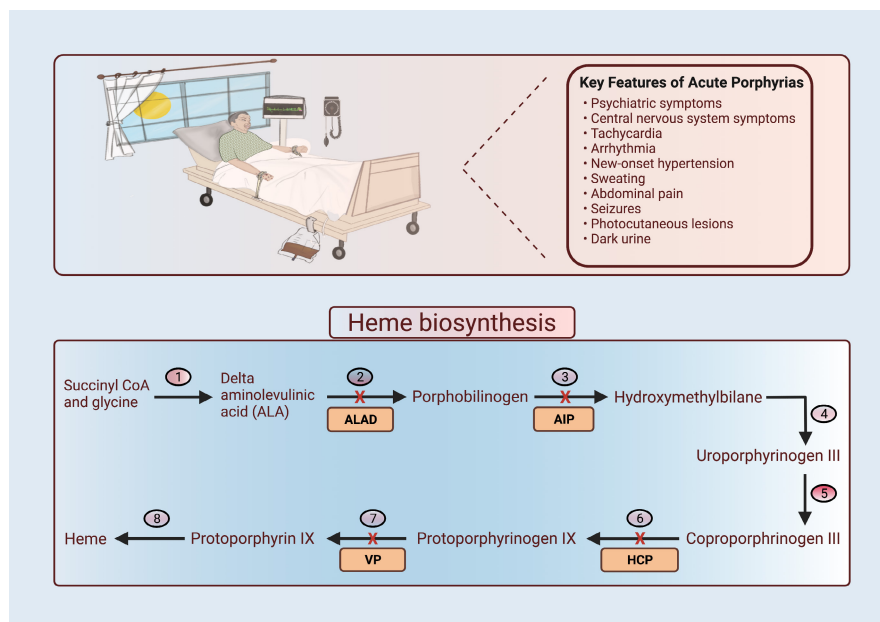 Key Features of Acute Porphyrias
• Psychiatric symptoms
• Central nervous system symptoms
• Tachycardia
• Arrhythmia
• New-onset hypertension
• Sweating
• Abdominal pain
• Seizures
• Photocutaneous lesions
• Dark urine
Heme biosynthesis
Succinyl CoA
and glycine
1
Delta
aminolevulinic
acid (ALA)
2
X
ALAD
Porphobilinogen
3
X
AIP
Hydroxymethylbilane
4
Uroporphyrinogen III
5
Coproporphrinogen III
6
X
HCP
Protoporphyrinogen IX
7
X
VP
Protoporphyrin IX
8
Heme